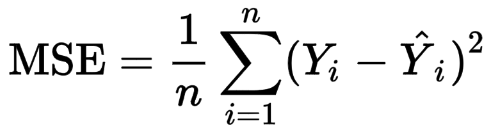 MSE = \frac{1}{n} \sum_{i=1}^{n} (Y_i - \hat{Y}_i)^2